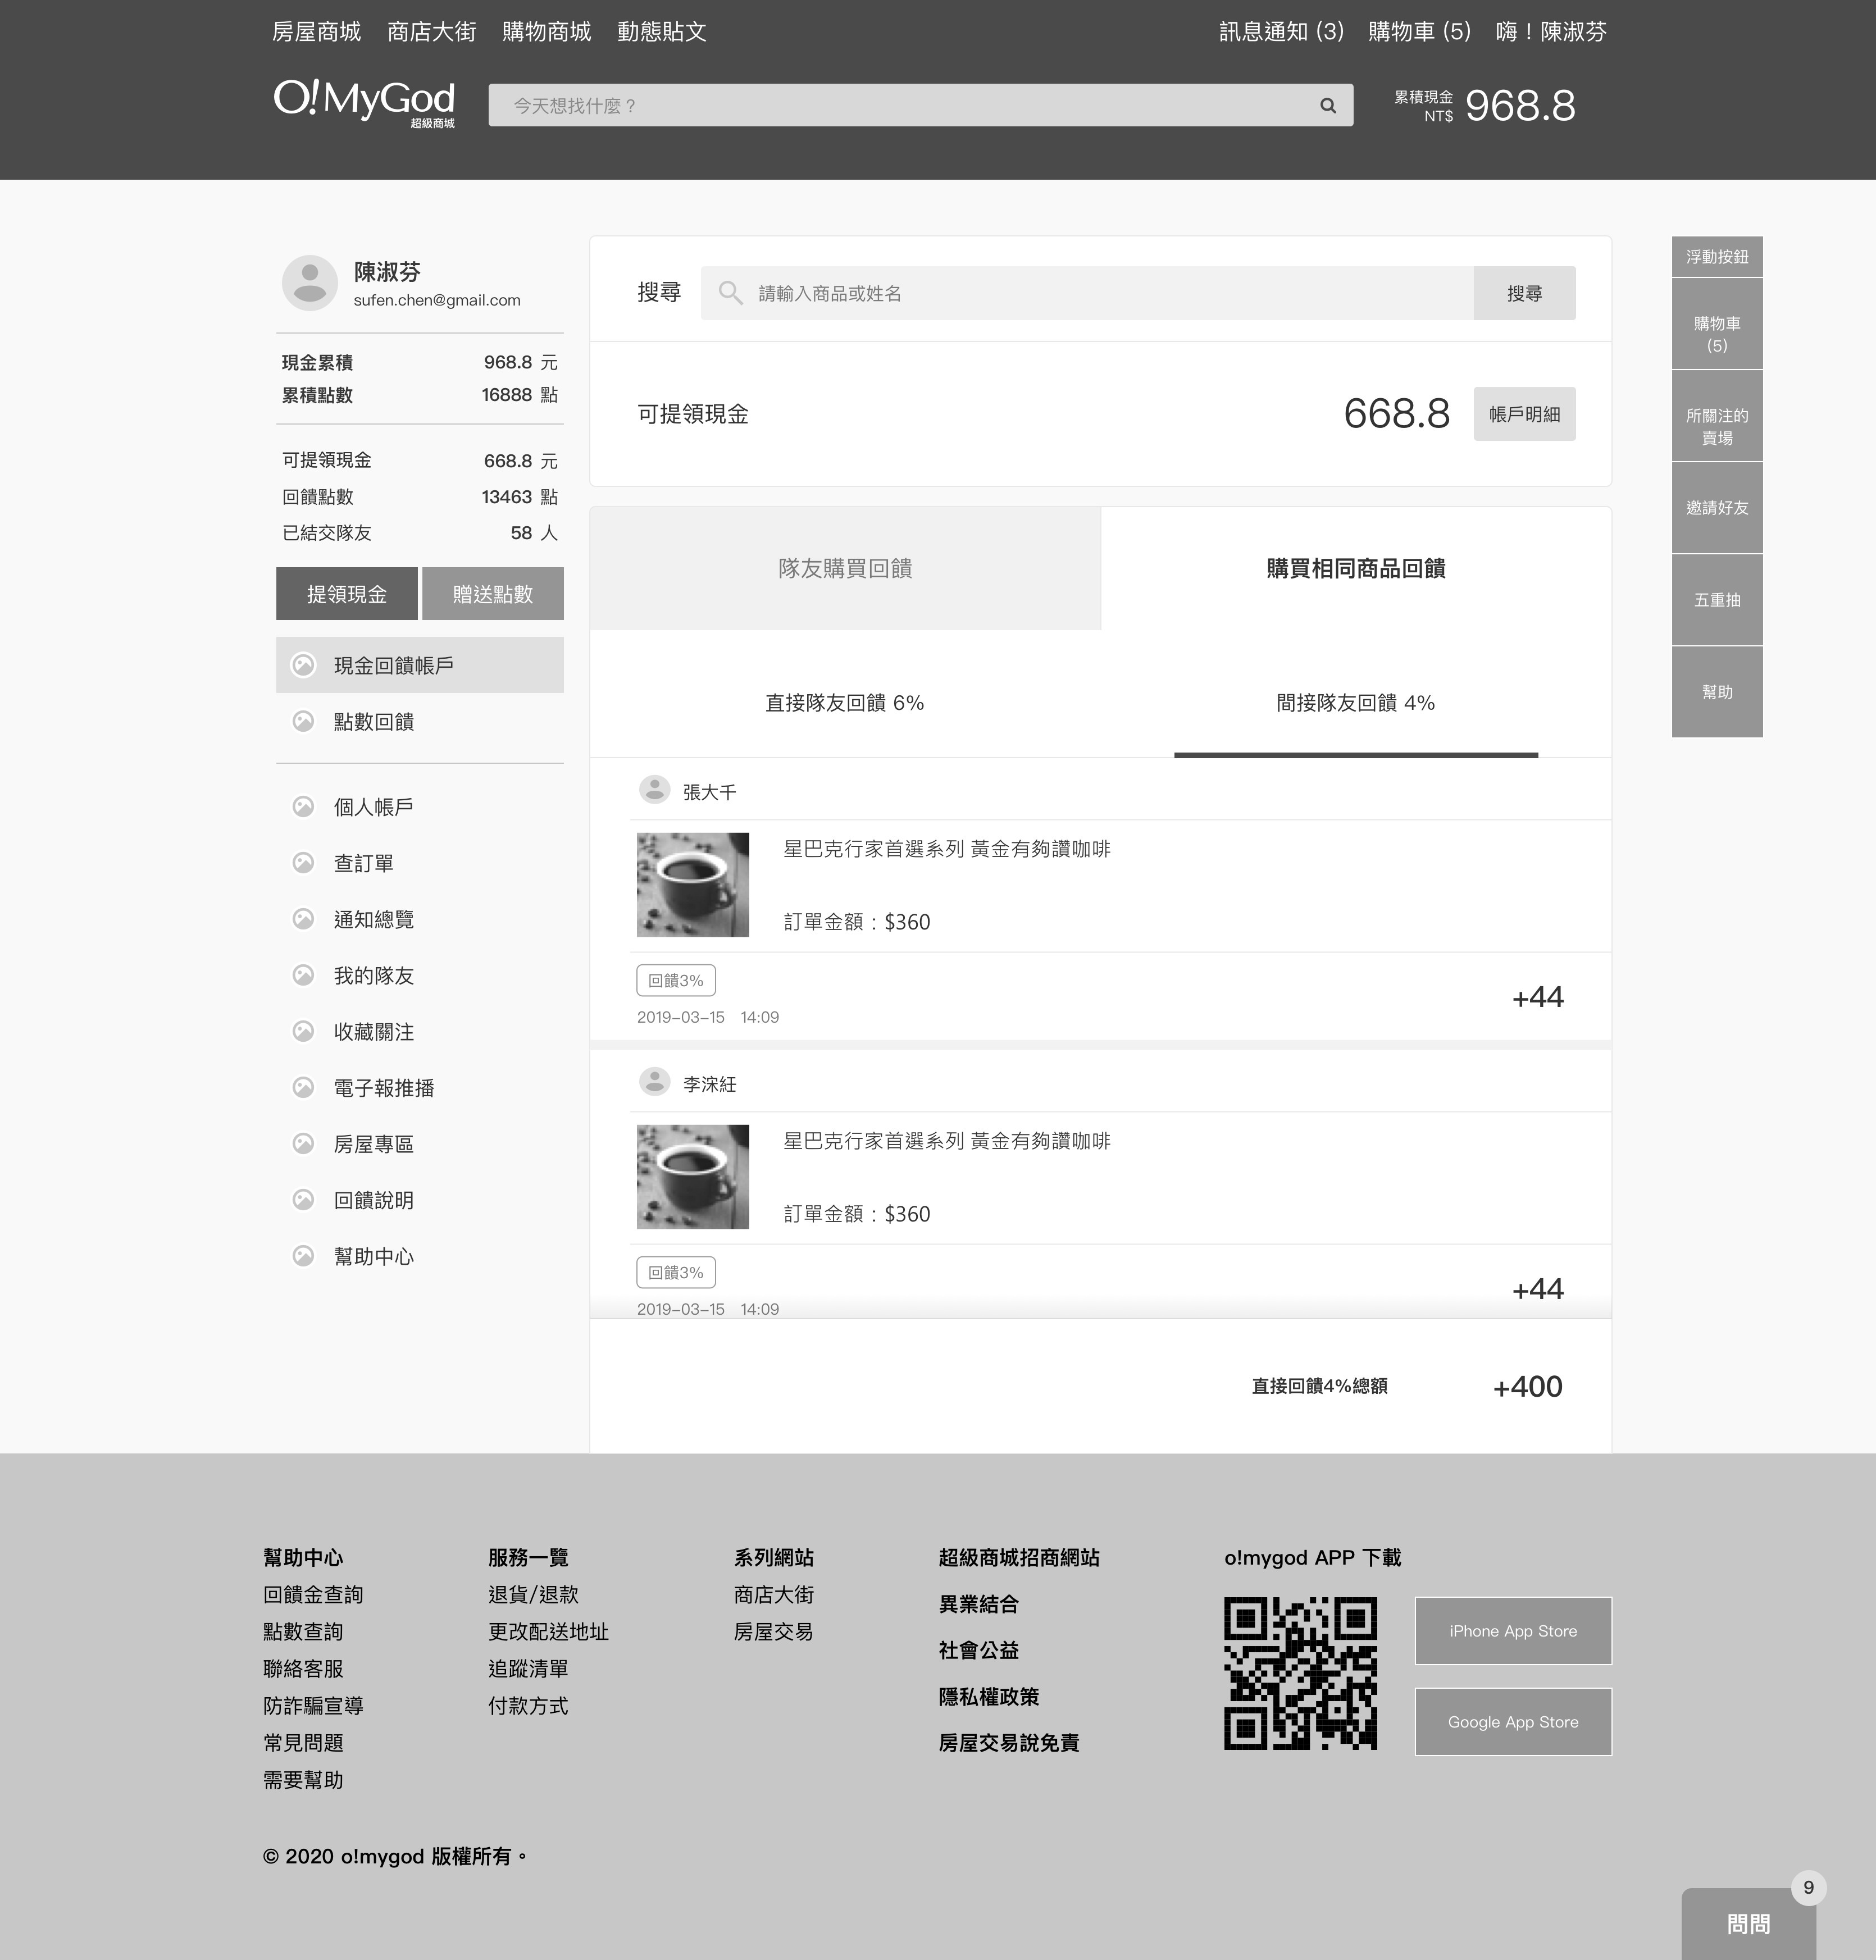 房屋商城 商店大街 購物商城 動態貼文 訊息通知 (3) 購物車 (5) 嗨！陳淑芬
O!MyGod
超級商城
今天想找什麼？
累積現金
NT$
968.8
陳淑芬
sufen.chen@gmail.com
現金累積 968.8 元
累積點數 16888 點
可提領現金 668.8 元
回饋點數 13463 點
已結交隊友 58 人
提領現金 贈送點數
現金回饋帳戶
點數回饋
個人帳戶
查訂單
通知總覽
我的隊友
收藏關注
電子報推播
房屋專區
回饋說明
幫助中心
搜尋 請輸入商品或姓名 搜尋
可提領現金 668.8 帳戶明細
隊友購買回饋 購買相同商品回饋
直接隊友回饋 6% 間接隊友回饋 4%
張大千
星巴克行家首選系列 黃金有夠讚咖啡
訂單金額：$360
回饋3%
+44
2019-03-15 14:09
李溁紝
星巴克行家首選系列 黃金有夠讚咖啡
訂單金額：$360
回饋3%
+44
2019-03-15 14:09
直接回饋4%總額 +400
浮動按鈕
購物車
(5)
所關注的
賣場
邀請好友
五重抽
幫助
幫助中心
回饋金查詢
點數查詢
聯絡客服
防詐騙宣導
常見問題
需要幫助
服務一覽
退貨/退款
更改配送地址
追蹤清單
付款方式
系列網站
商店大街
房屋交易
超級商城招商網站
異業結合
社會公益
隱私權政策
房屋交易說免責
o!mygod APP 下載
iPhone App Store
Google App Store
© 2020 o!mygod 版權所有。
9
問問